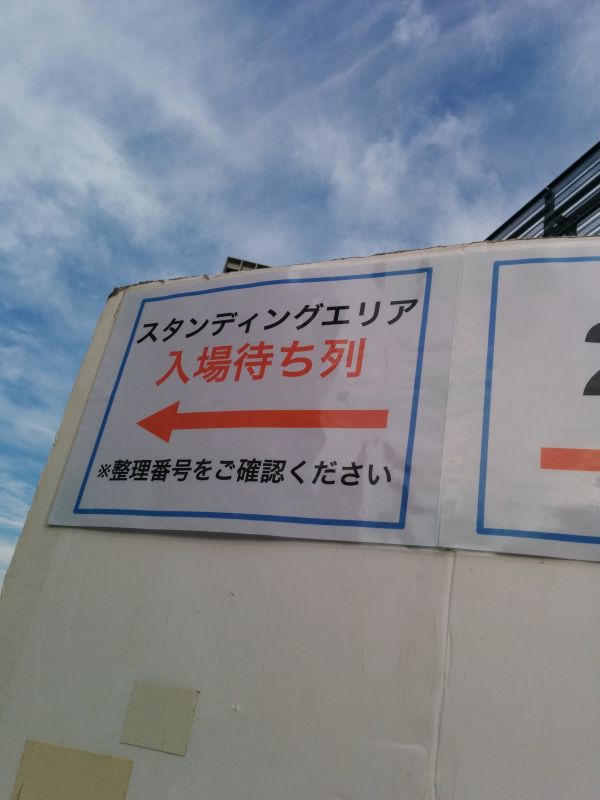 スタンディングエリア
入場待ち列
※整理番号をご確認ください